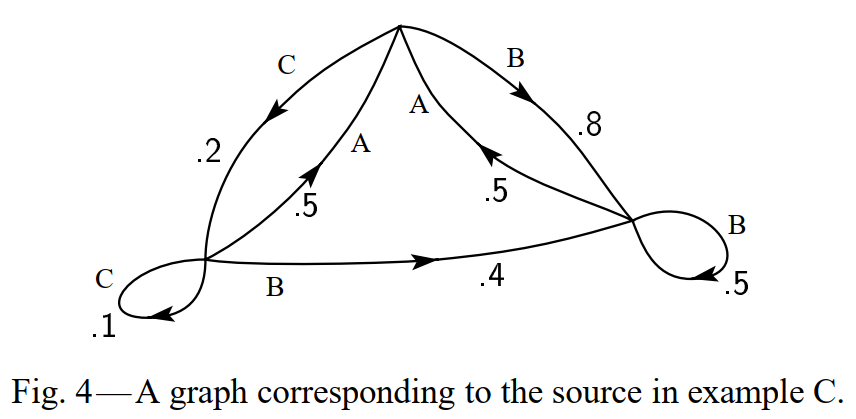 B
C
A
.8
A
.2
.5
.5
B
C
.4
B
.5
.1
Fig. 4—A graph corresponding to the source in example C.